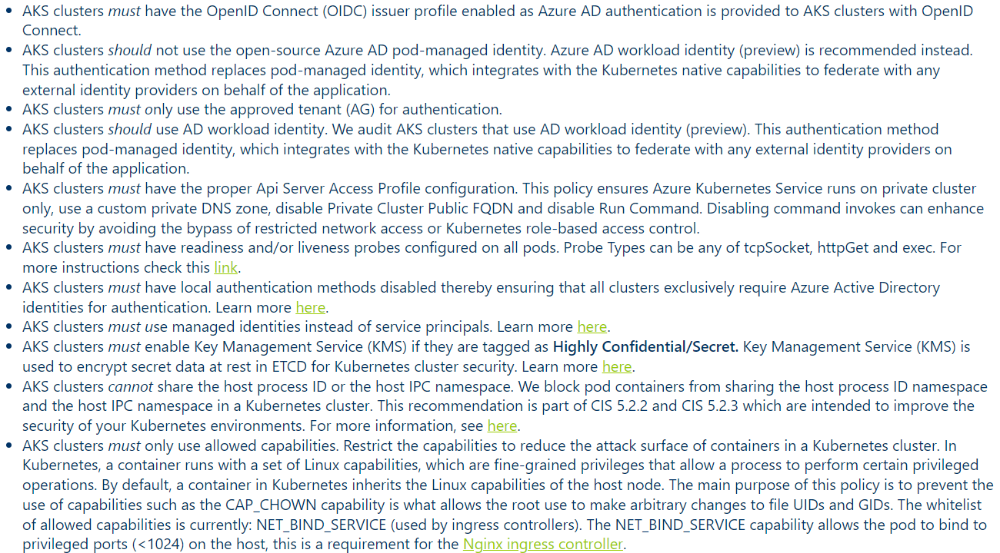 • AKS clusters must have the OpenID Connect (OIDC) issuer profile enabled as Azure AD authentication is provided to AKS clusters with OpenID
Connect.
• AKS clusters should not use the open-source Azure AD pod-managed identity. Azure AD workload identity (preview) is recommended instead.
This authentication method replaces pod-managed identity, which integrates with the Kubernetes native capabilities to federate with any
external identity providers on behalf of the application.
• AKS clusters must only use the approved tenant (AG) for authentication.
• AKS clusters should use AD workload identity. We audit AKS clusters that use AD workload identity (preview). This authentication method
replaces pod-managed identity, which integrates with the Kubernetes native capabilities to federate with any external identity providers on
behalf of the application.
• AKS clusters must have the proper Api Server Access Profile configuration. This policy ensures Azure Kubernetes Service runs on private cluster
only, use a custom private DNS zone, disable Private Cluster Public FQDN and disable Run Command. Disabling command invokes can enhance
security by avoiding the bypass of restricted network access or Kubernetes role-based access control.
• AKS clusters must have readiness and/or liveness probes configured on all pods. Probe Types can be any of tcpSocket, httpGet and exec. For
more instructions check this link.
• AKS clusters must have local authentication methods disabled thereby ensuring that all clusters exclusively require Azure Active Directory
identities for authentication. Learn more here.
• AKS clusters must use managed identities instead of service principals. Learn more here.
• AKS clusters must enable Key Management Service (KMS) if they are tagged as Highly Confidential/Secret. Key Management Service (KMS) is
used to encrypt secret data at rest in ETCD for Kubernetes cluster security. Learn more here.
• AKS clusters cannot share the host process ID or the host IPC namespace. We block pod containers from sharing the host process ID namespace
and the host IPC namespace in a Kubernetes cluster. This recommendation is part of CIS 5.2.2 and CIS 5.2.3 which are intended to improve the
security of your Kubernetes environments. For more information, see here.
• AKS clusters must only use allowed capabilities. Restrict the capabilities to reduce the attack surface of containers in a Kubernetes cluster. In
Kubernetes, a container runs with a set of Linux capabilities, which are fine-grained privileges that allow a process to perform certain privileged
operations. By default, a container in Kubernetes inherits the Linux capabilities of the host node. The main purpose of this policy is to prevent the
use of capabilities such as the CAP_CHOWN capability is what allows the root use to make arbitrary changes to file UIDs and GIDs. The whitelist
of allowed capabilities is currently: NET_BIND_SERVICE (used by ingress controllers). The NET_BIND_SERVICE capability allows the pod to bind to
privileged ports (<1024) on the host, this is a requirement for the Nginx ingress controller.